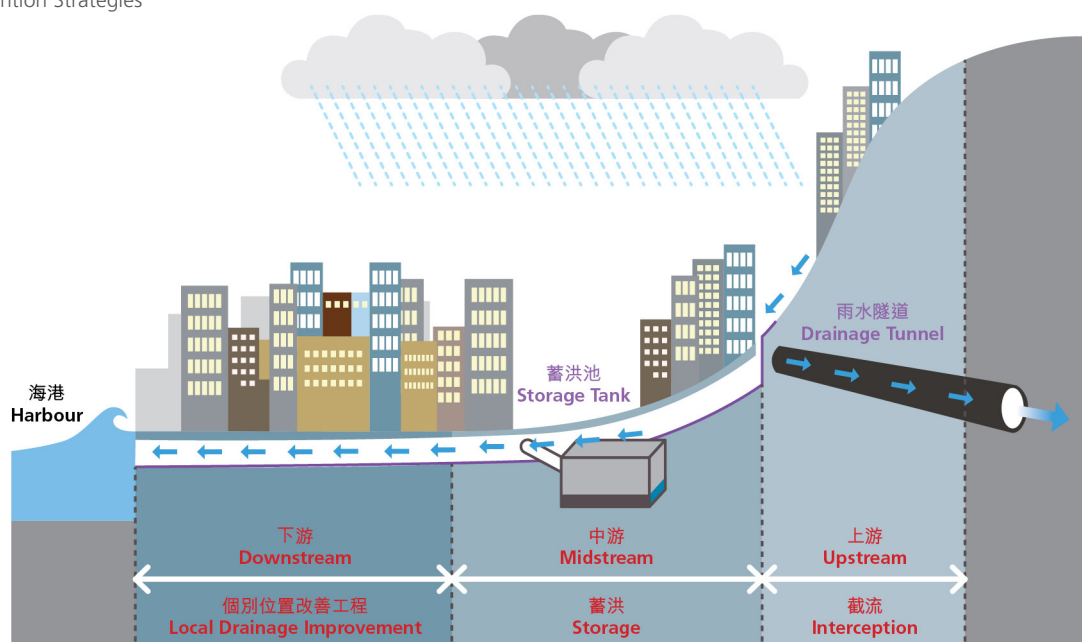 Strategies
雨水隧道
Drainage Tunnel
蓄洪池
Storage Tank
海港
Harbour
下游
Downstream
中游
Midstream
上游
Upstream
個別位置改善工程
Local Drainage Improvement
蓄洪
Storage
截流
Interception